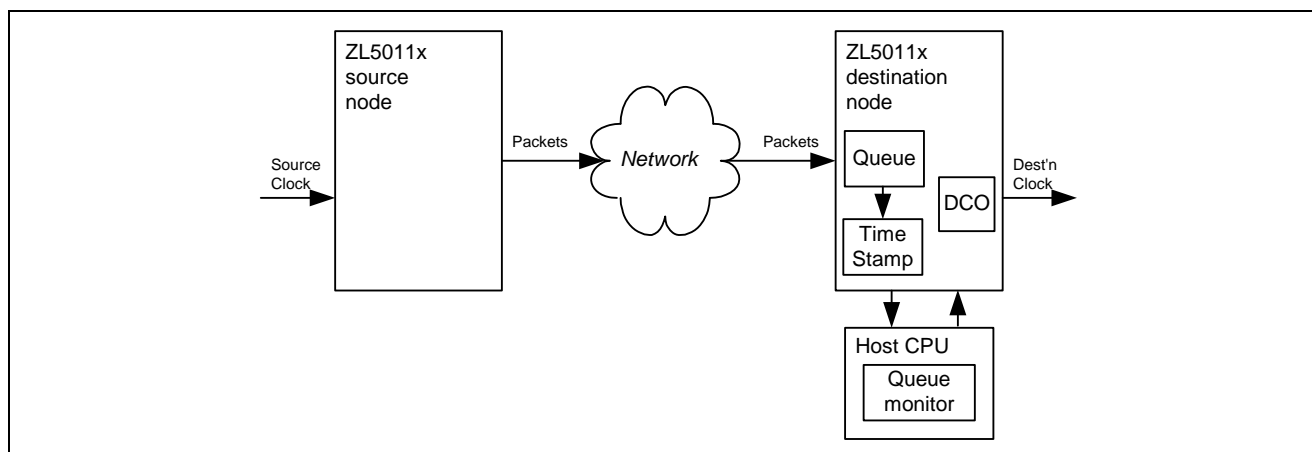 ZL5011x
source
node
Source
Clock
Packets
Network
Packets
ZL5011x
destination
node
Queue
Time
Stamp
DCO
Dest'n
Clock
Host CPU
Queue
monitor